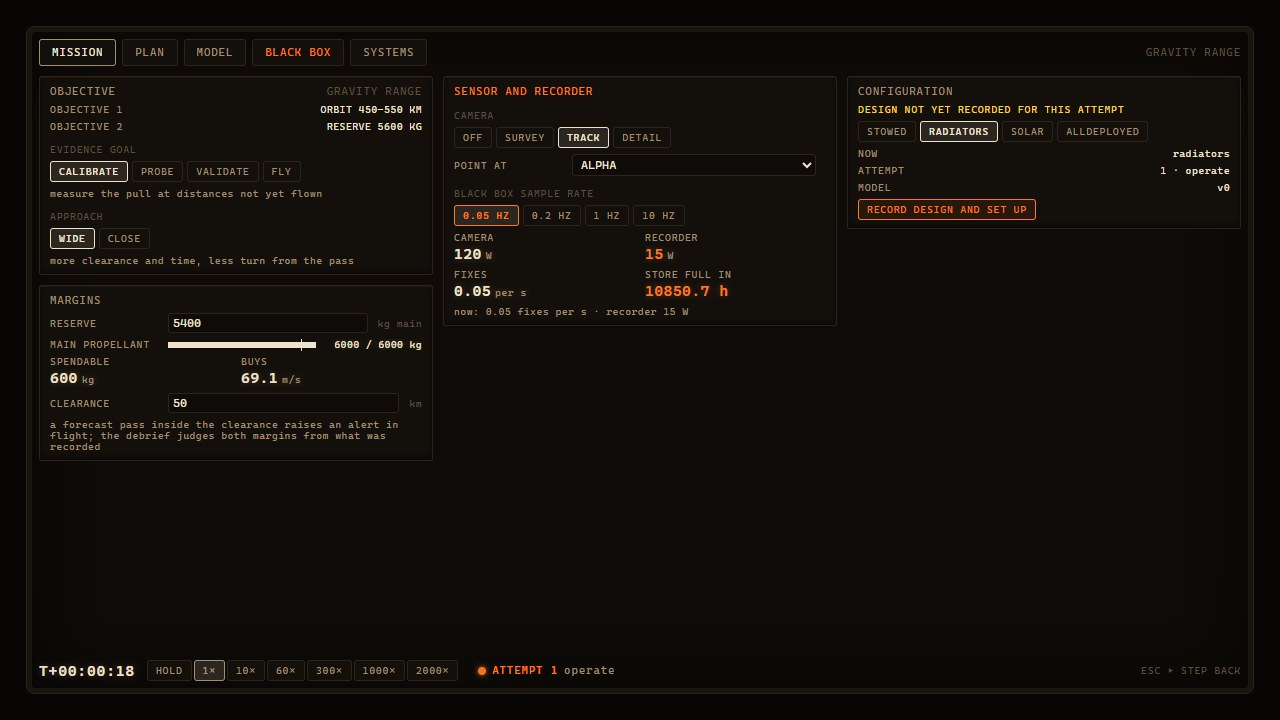 MISSION PLAN MODEL BLACK BOX SYSTEMS GRAVITY RANGE
OBJECTIVE GRAVITY RANGE
OBJECTIVE 1 ORBIT 450–550 KM
OBJECTIVE 2 RESERVE 5600 KG
EVIDENCE GOAL
CALIBRATE PROBE VALIDATE FLY
measure the pull at distances not yet flown
APPROACH
WIDE CLOSE
more clearance and time, less turn from the pass
MARGINS
RESERVE 5400 kg main
MAIN PROPELLANT 6000 / 6000 kg
SPENDABLE BUYS
600 kg 69.1 m/s
CLEARANCE 50 km
a forecast pass inside the clearance raises an alert in
flight; the debrief judges both margins from what was
recorded
SENSOR AND RECORDER
CAMERA
OFF SURVEY TRACK DETAIL
POINT AT ALPHA
BLACK BOX SAMPLE RATE
0.05 HZ 0.2 HZ 1 HZ 10 HZ
CAMERA RECORDER
120 W 15 W
FIXES STORE FULL IN
0.05 per s 10850.7 h
now: 0.05 fixes per s · recorder 15 W
CONFIGURATION
DESIGN NOT YET RECORDED FOR THIS ATTEMPT
STOWED RADIATORS SOLAR ALLDEPLOYED
NOW radiators
ATTEMPT 1 · operate
MODEL v0
RECORD DESIGN AND SET UP
T+00:00:18 HOLD 1× 10× 60× 300× 1000× 2000× ATTEMPT 1 operate ESC ▸ STEP BACK